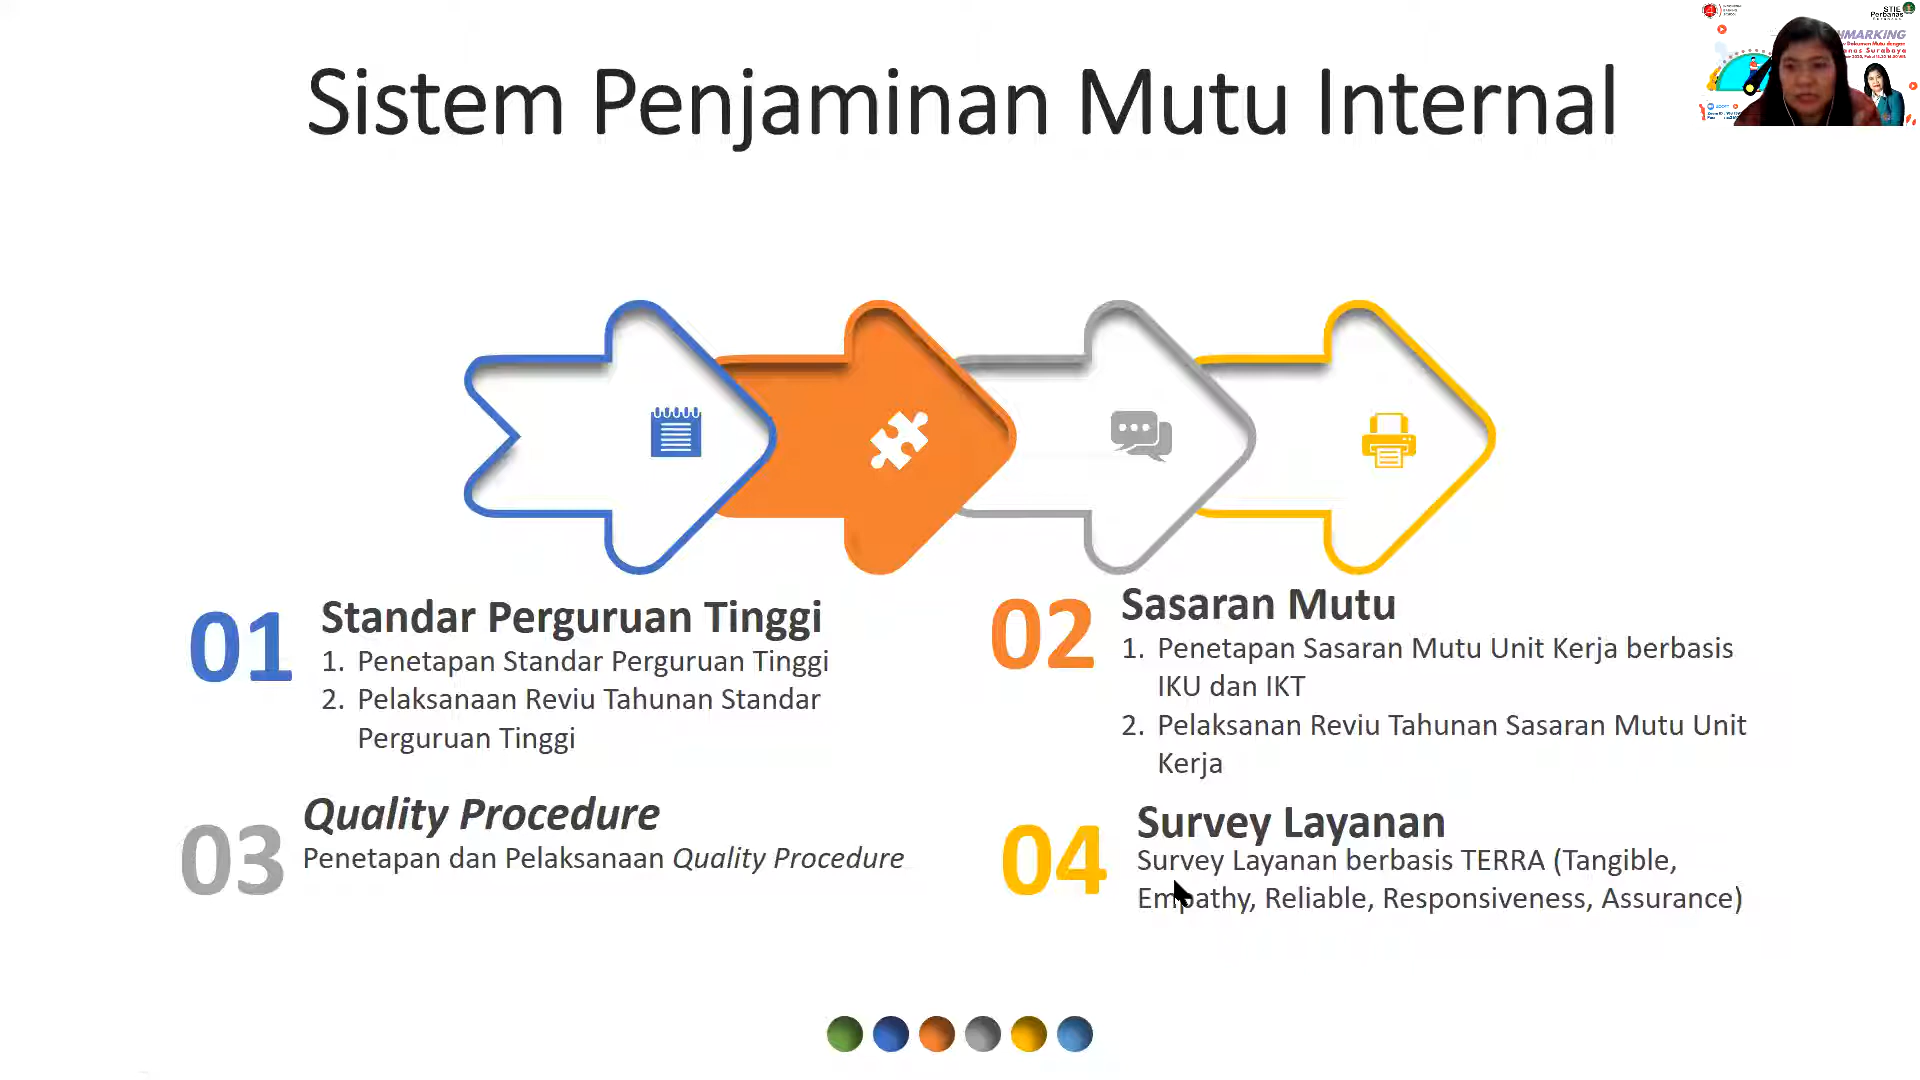 Sistem Penjaminan Mutu Internal
STIE
Perbanas
HMARKING
01
Standar Perguruan Tinggi
1. Penetapan Standar Perguruan Tinggi
2. Pelaksanaan Reviu Tahunan Standar
Perguruan Tinggi
02
Sasaran Mutu
1. Penetapan Sasaran Mutu Unit Kerja berbasis
IKU dan IKT
2. Pelaksanan Reviu Tahunan Sasaran Mutu Unit
Kerja
03
Quality Procedure
Penetapan dan Pelaksanaan Quality Procedure
04
Survey Layanan
Survey Layanan berbasis TERRA (Tangible,
Empathy, Reliable, Responsiveness, Assurance)